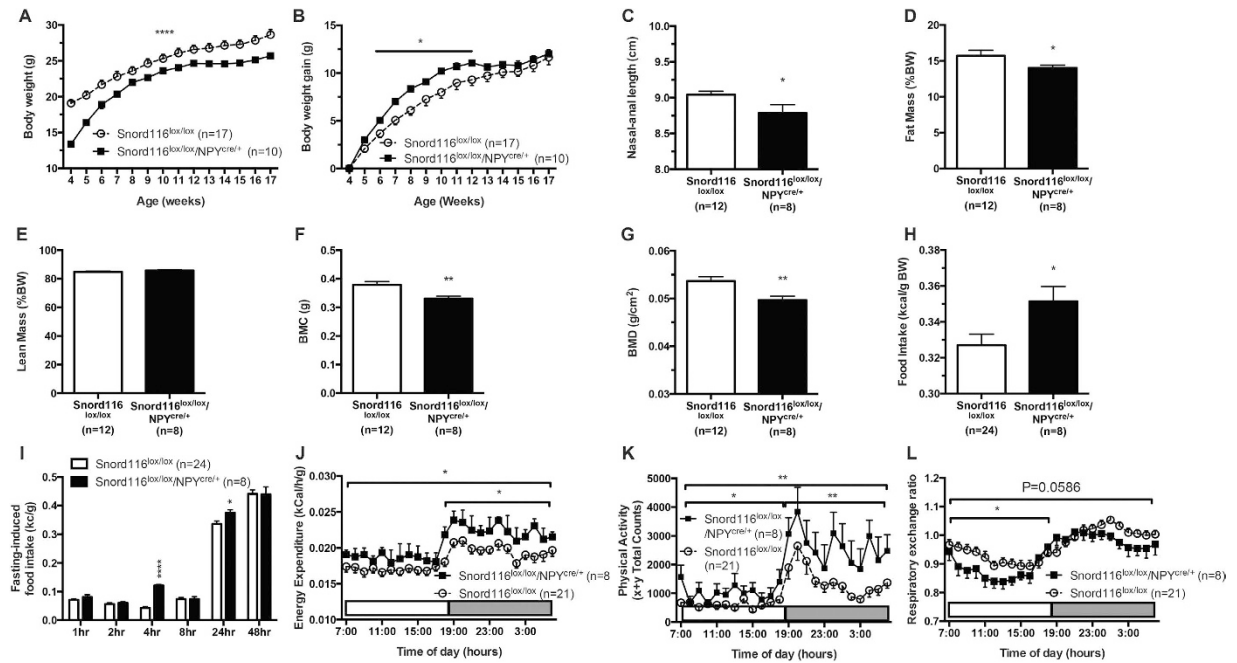 A
Body weight (g)
30
25
20
15
10
****
Snord116lox/lox (n=17)
Snord116lox/lox/NPYcre/+ (n=10)
4 5 6 7 8 9 10 11 12 13 14 15 16 17
Age (weeks)
B
Body weight gain (g)
15
10
5
0
*
Snord116lox/lox (n=17)
Snord116lox/lox/NPYcre/+ (n=10)
4 5 6 7 8 9 10 11 12 13 14 15 16 17
Age (Weeks)
C
Nasal-anal length (cm)
10.0
9.5
9.0
8.5
8.0
*
Snord116 Snord116lox/lox/
lox/lox NPYcre/+
(n=12) (n=8)
D
Fat Mass (%BW)
20
15
10
5
0
*
Snord116 Snord116lox/lox/
lox/lox NPYcre/+
(n=12) (n=8)
E
Lean Mass (%BW)
100
80
60
40
20
0
Snord116 Snord116lox/lox/
lox/lox NPYcre/+
(n=12) (n=8)
F
BMC (g)
0.5
0.4
0.3
0.2
0.1
0.0
**
Snord116 Snord116lox/lox/
lox/lox NPYcre/+
(n=12) (n=8)
G
BMD (g/cm2)
0.06
0.05
0.04
0.03
**
Snord116 Snord116lox/lox/
lox/lox NPYcre/+
(n=12) (n=8)
H
Food Intake (kcal/g BW)
0.38
0.36
0.34
0.32
0.30
*
Snord116 Snord116lox/lox/
lox/lox NPYcre/+
(n=24) (n=8)
I
Snord116lox/lox (n=24)
Snord116lox/lox/NPYcre/+ (n=8)
Fasting-induced
food intake (kc/g)
0.5
0.4
0.3
0.2
0.1
0.0
****
*
1hr 2hr 4hr 8hr 24hr 48hr
J
Energy Expenditure (kCal/h/g)
0.030
0.025
0.020
0.015
0.010
*
*
Snord116lox/lox/NPYcre/+ (n=8
Snord116lox/lox (n=21)
7:00 11:00 15:00 19:00 23:00 3:00
Time of day (hours)
K
Physical Activity
(x+y Total Counts)
5000
4000
3000
2000
1000
0
**
* **
Snord116lox/lox
/NPYcre/+ (n=8)
Snord116lox/lox
(n=21)
7:00 11:00 15:00 19:00 23:00 3:00
Time of day (hours)
L
Respiratory exchange ratio
1.2
1.1
1.0
0.9
0.8
0.7
P=0.0586
*
Snord116lox/lox/NPYcre/+ (n=8)
Snord116lox/lox (n=21)
7:00 11:00 15:00 19:00 3:00
Time of day (hours)